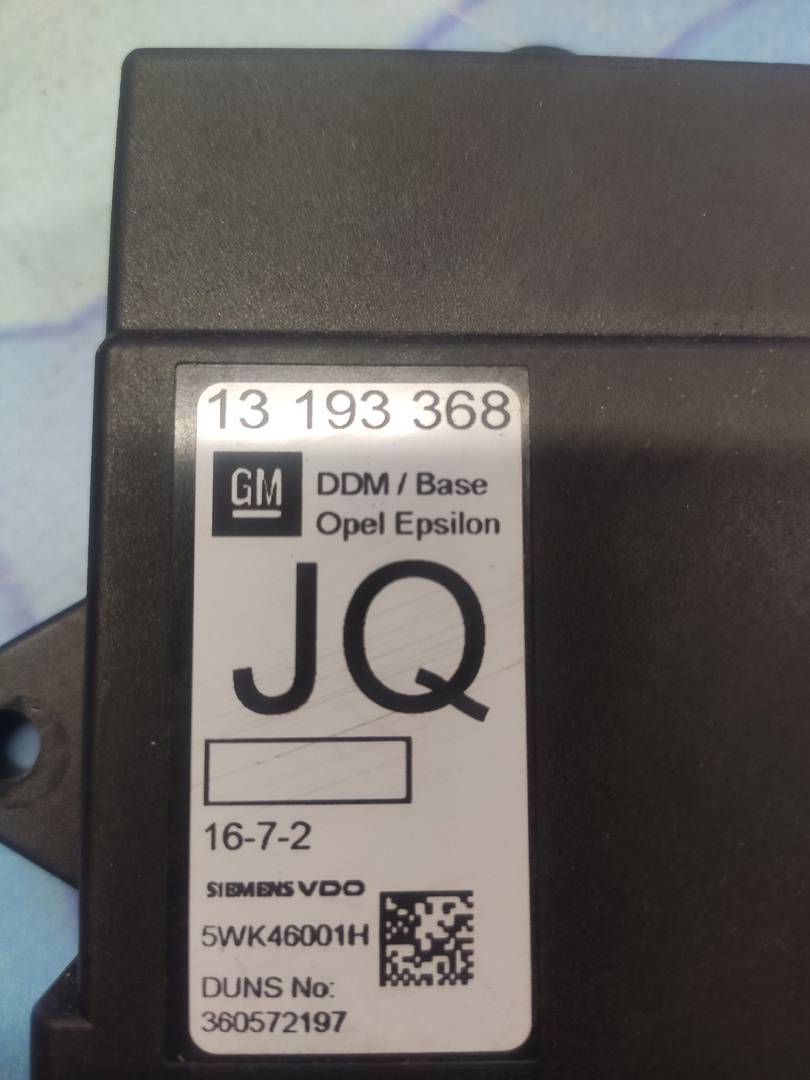 13 193 368
GM
DDM / Base
Opel Epsilon
JQ
16-7-2
SIEMENS VDO
5WK46001H
DUNS No:
360572197